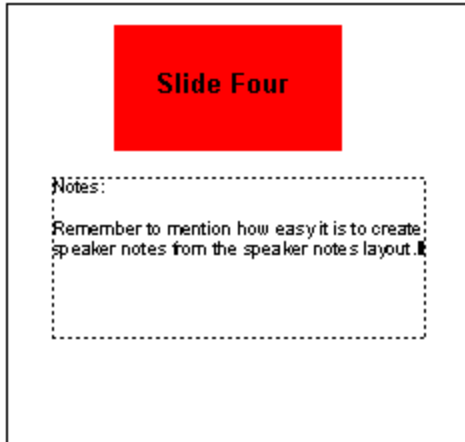 Slide Four
Notes:
Remember to mention how easy it is to create
speaker notes from the speaker notes layout.